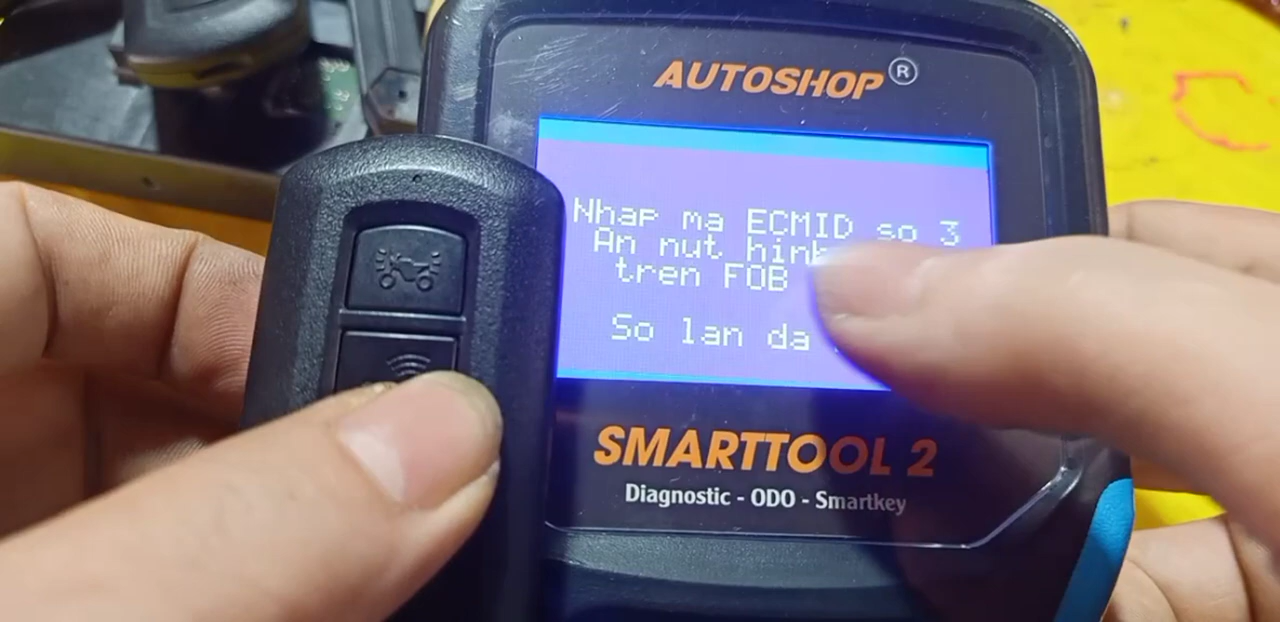 AUTOSHOP ®
Nhap ma ECMID so 3
An nut hinh
tren FOB
So lan da
SMARTTOOL 2
Diagnostic - ODO - Smartkey